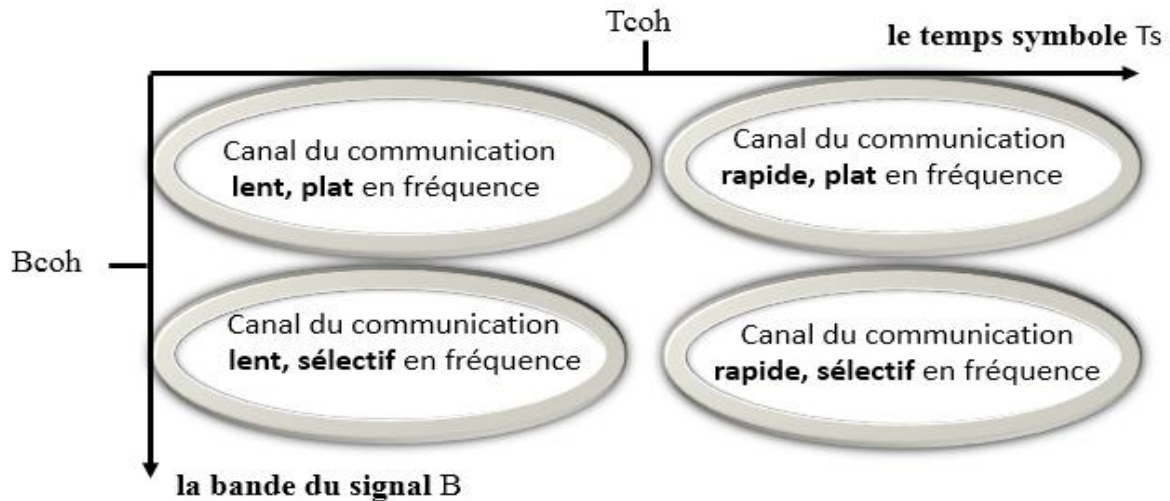 Tcoh
le temps symbole Ts
Canal du communication
lent, plat en fréquence
Canal du communication
rapide, plat en fréquence
Bcoh
Canal du communication
lent, sélectif en fréquence
Canal du communication
rapide, sélectif en fréquence
la bande du signal B